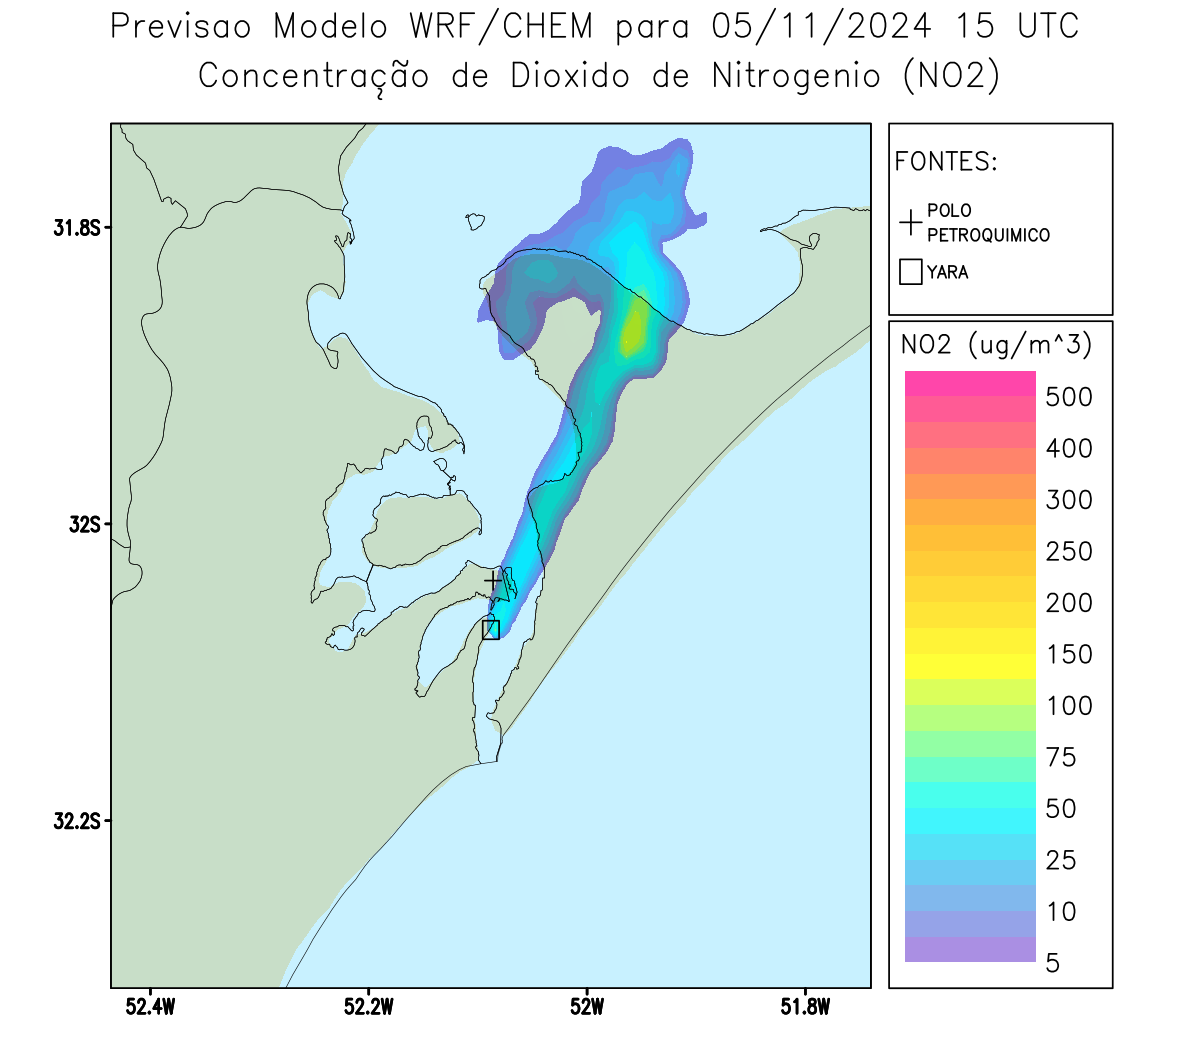 Previsao Modelo WRF/CHEM para 05/11/2024 15 UTC
Concentração de Dioxido de Nitrogenio (NO2)
FONTES:
POLO
PETROQUIMICO
YARA
31.8S
32S
32.2S
52.4W
52.2W
52W
51.8W
NO2 (ug/m^3)
500
400
300
250
200
150
100
75
50
25
10
5